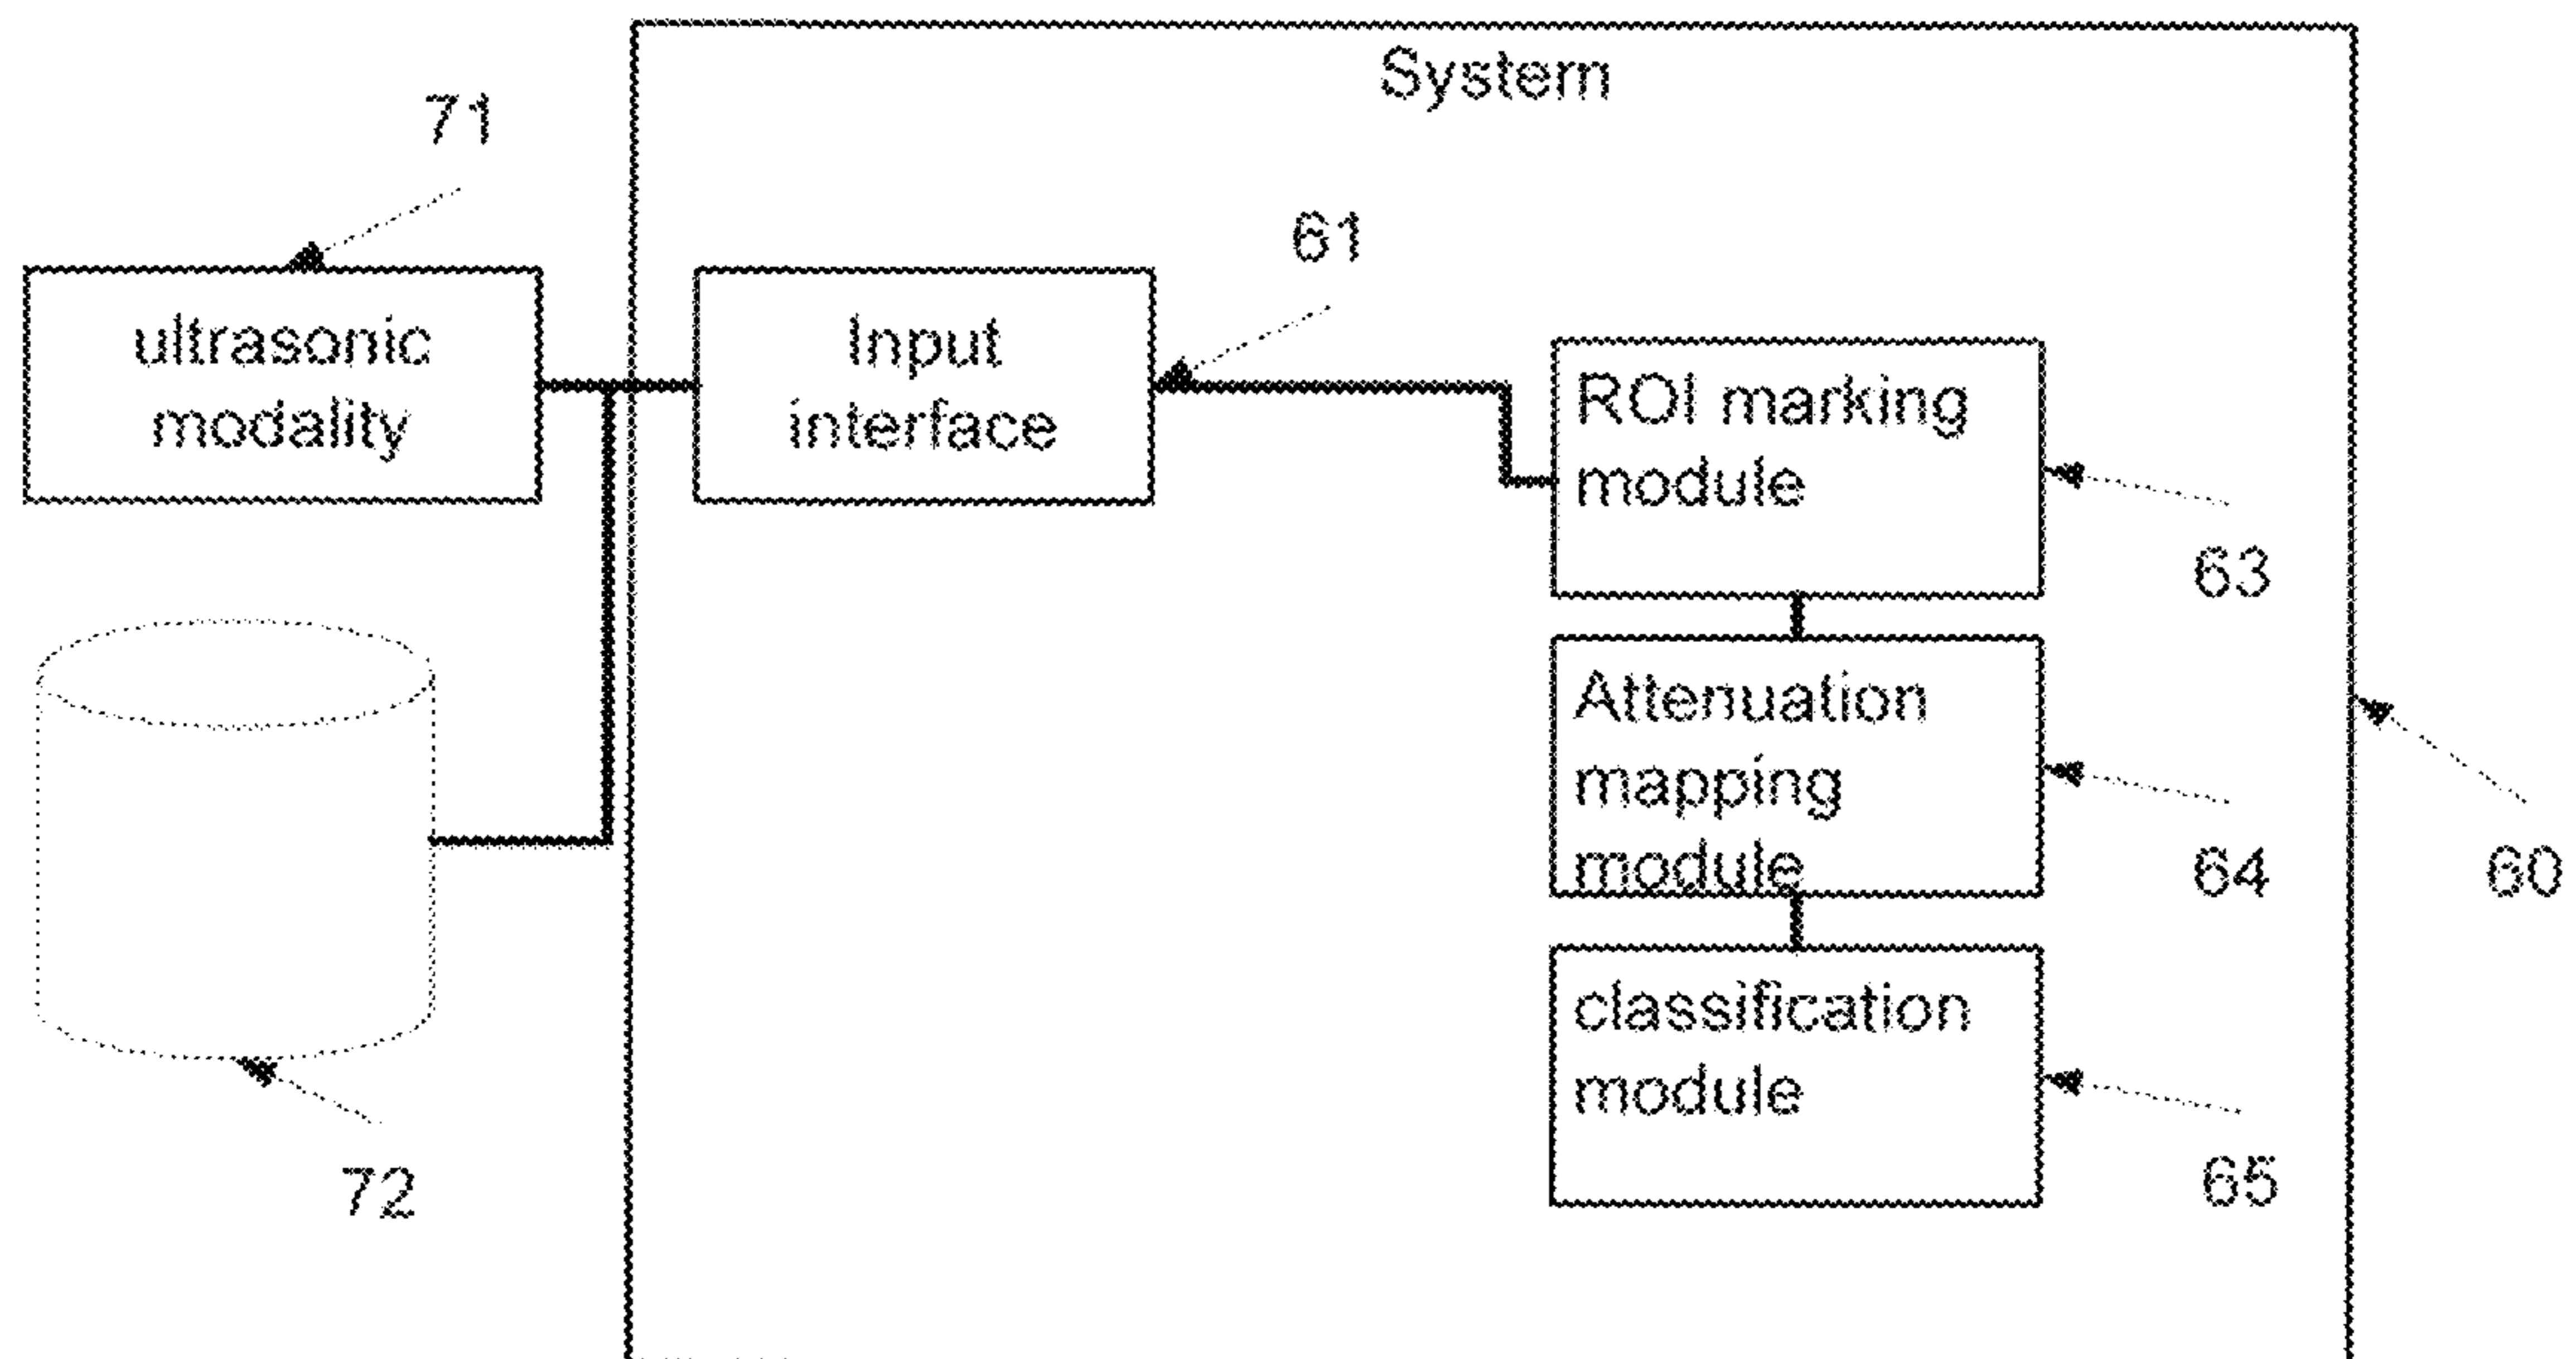 System
71
61
ultrasonic
modality
Input
interface
ROI marking
module
63
Attenuation
mapping
module
64
60
classification
module
65
72